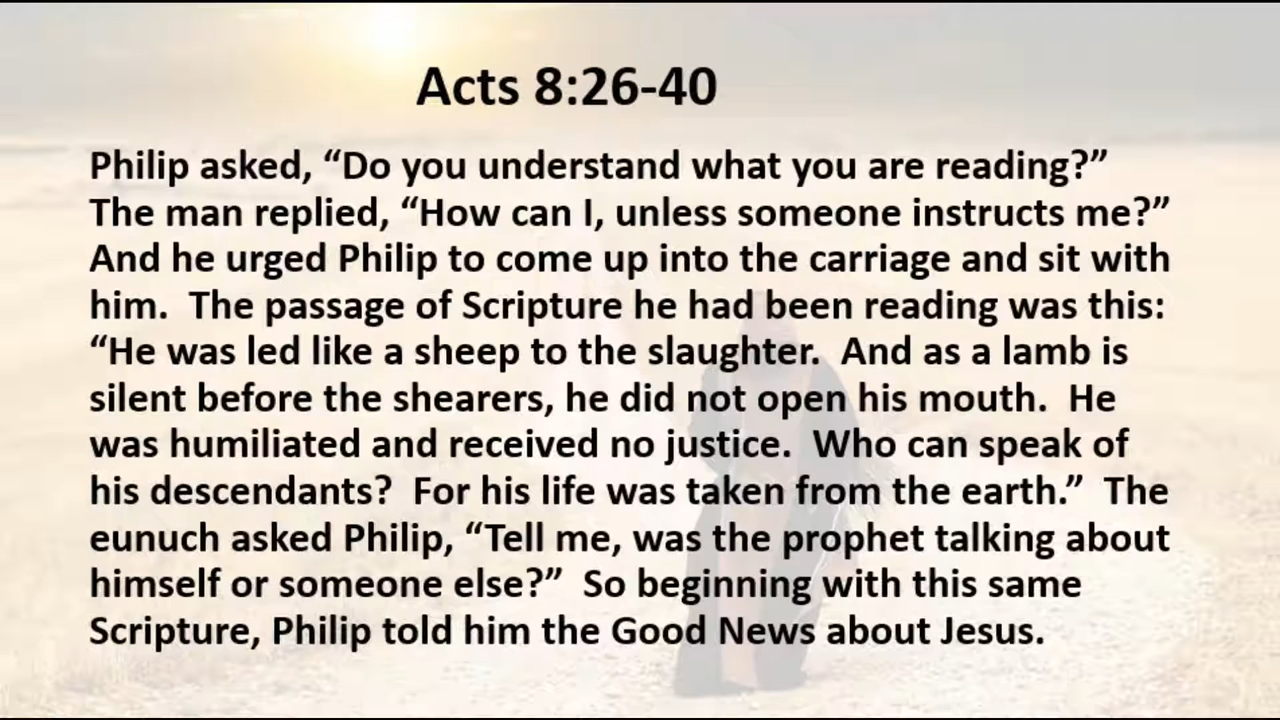 Acts 8:26-40
Philip asked, “Do you understand what you are reading?”
The man replied, “How can I, unless someone instructs me?”
And he urged Philip to come up into the carriage and sit with
him.  The passage of Scripture he had been reading was this:
“He was led like a sheep to the slaughter.  And as a lamb is
silent before the shearers, he did not open his mouth.  He
was humiliated and received no justice.  Who can speak of
his descendants?  For his life was taken from the earth.”  The
eunuch asked Philip, “Tell me, was the prophet talking about
himself or someone else?”  So beginning with this same
Scripture, Philip told him the Good News about Jesus.